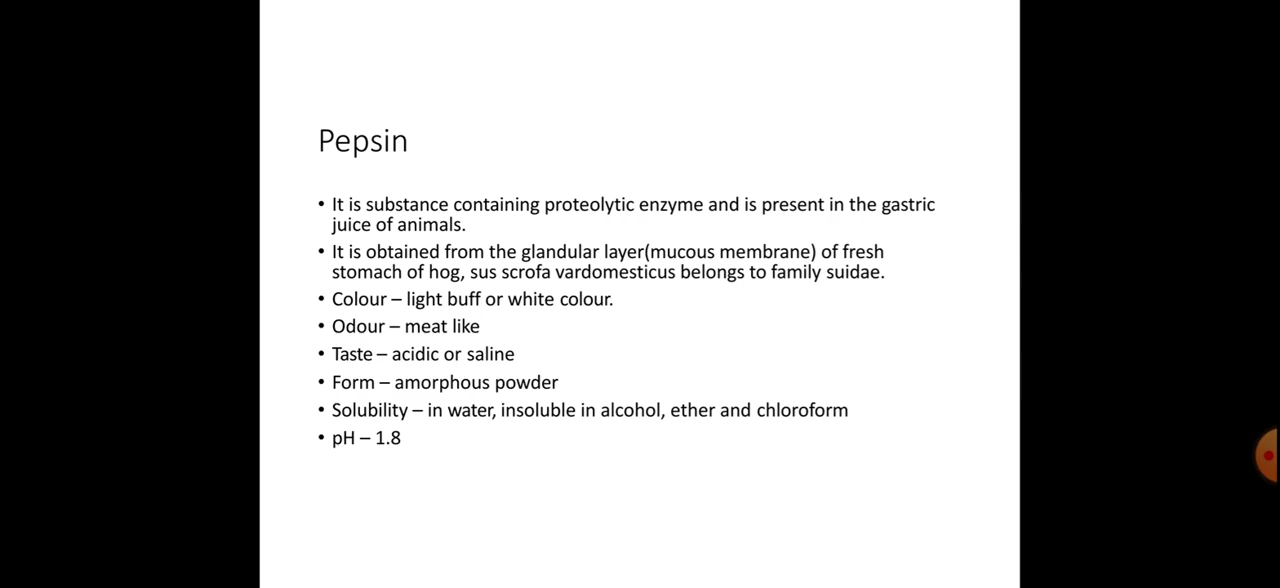 Pepsin
• It is substance containing proteolytic enzyme and is present in the gastric
juice of animals.
• It is obtained from the glandular layer(mucous membrane) of fresh
stomach of hog, sus scrofa vardomesticus belongs to family suidae.
• Colour – light buff or white colour.
• Odour – meat like
• Taste – acidic or saline
• Form – amorphous powder
• Solubility – in water, insoluble in alcohol, ether and chloroform
• pH – 1.8